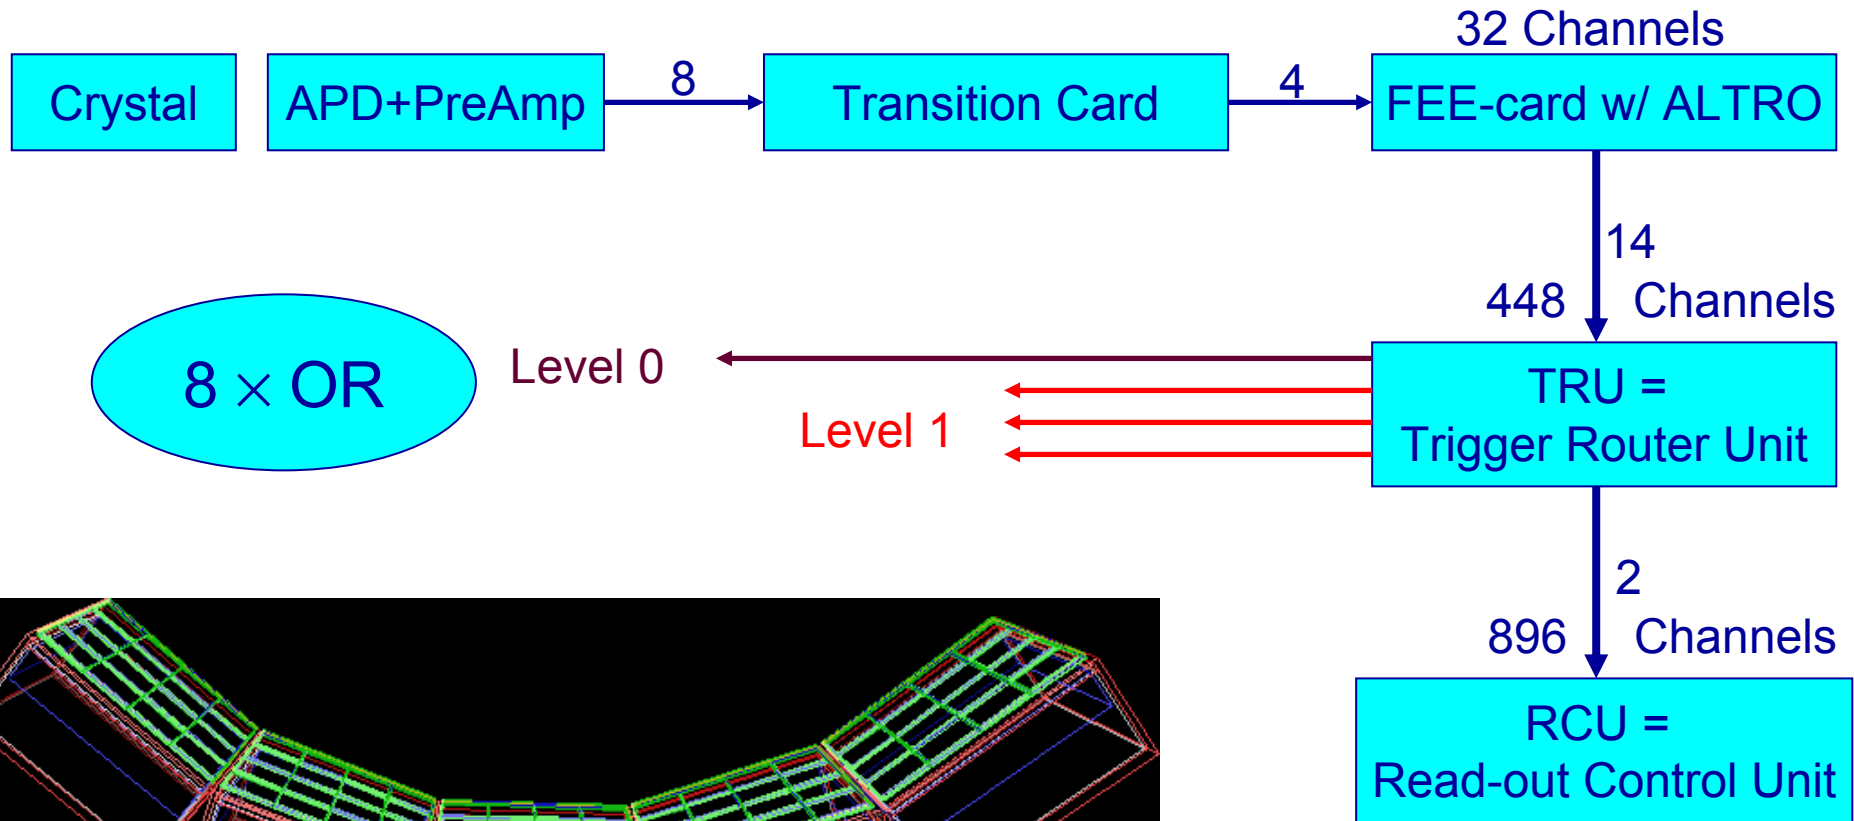 32 Channels
Crystal
APD+PreAmp
8
Transition Card
4
FEE-card w/ ALTRO
14
448 Channels
8 × OR
Level 0
Level 1
TRU =
Trigger Router Unit
2
896 Channels
RCU =
Read-out Control Unit